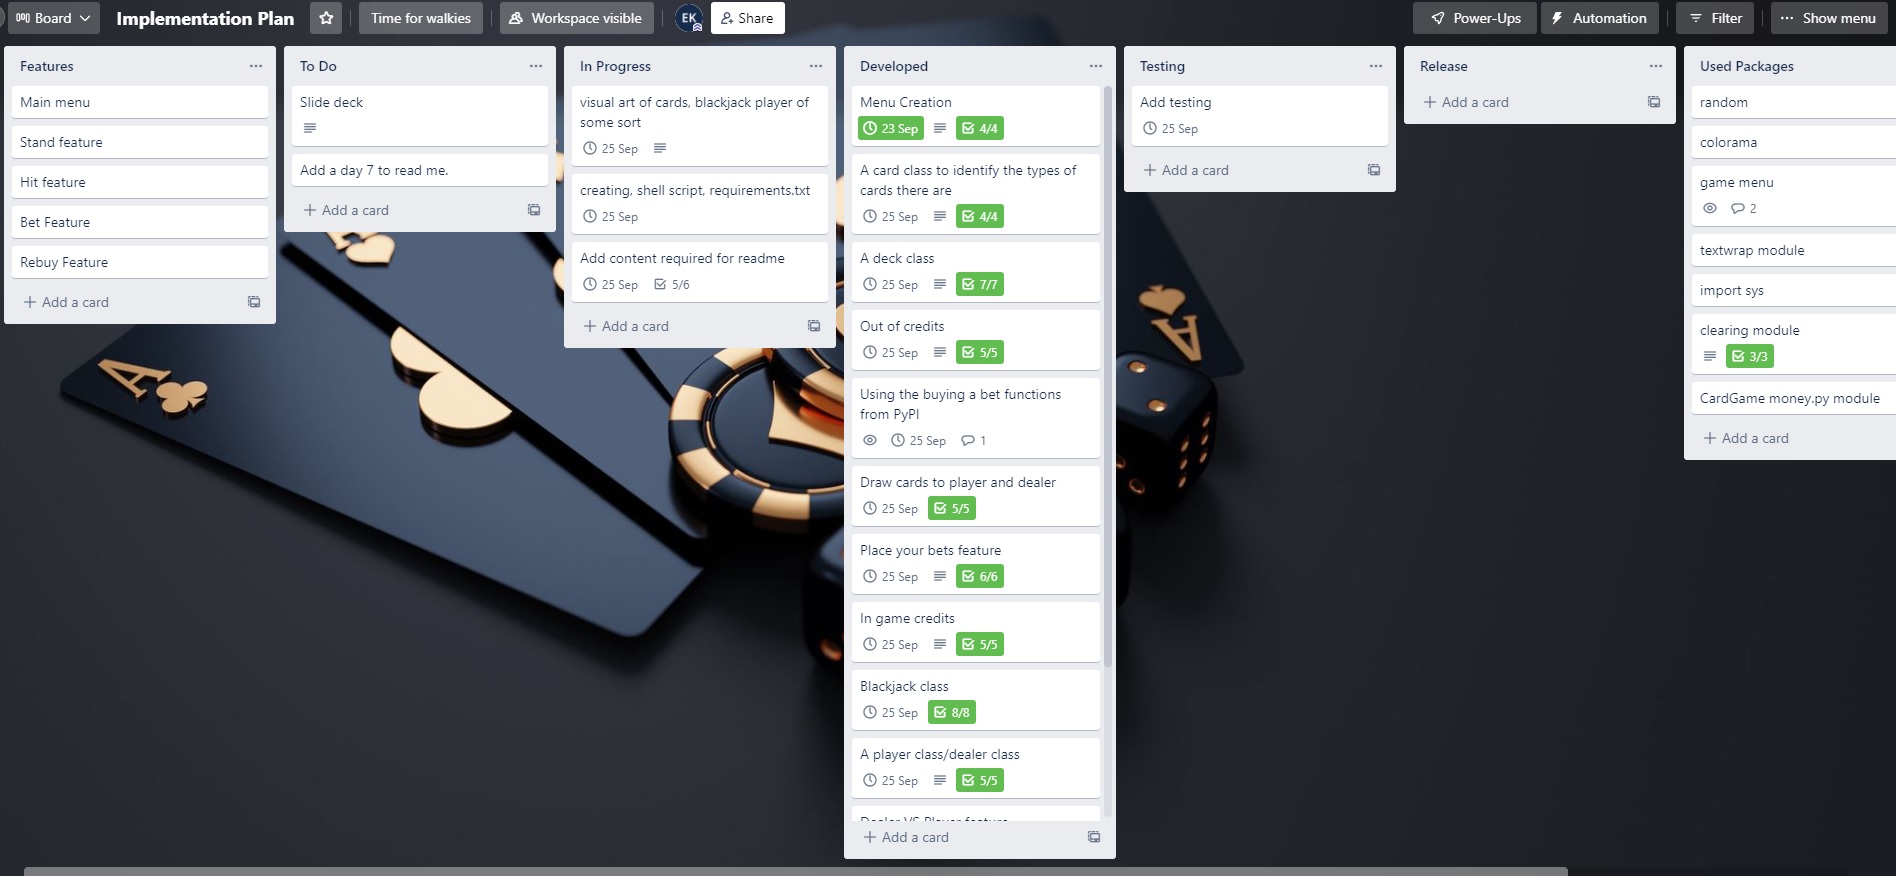 Board
Implementation Plan
Time for walkies
Workspace visible
EK
Share
Power-Ups
Automation
Filter
Show menu
Features
Main menu
Stand feature
Hit feature
Bet Feature
Rebuy Feature
Add a card
To Do
Slide deck
Add a day 7 to read me.
Add a card
In Progress
visual art of cards, blackjack player of
some sort
25 Sep
creating, shell script, requirements.txt
25 Sep
Add content required for readme
25 Sep 5/6
Add a card
Developed
Menu Creation
23 Sep 4/4
A card class to identify the types of
cards there are
25 Sep 4/4
A deck class
25 Sep 7/7
Out of credits
25 Sep 5/5
Using the buying a bet functions
from PyPI
25 Sep 1
Draw cards to player and dealer
25 Sep 5/5
Place your bets feature
25 Sep 6/6
In game credits
25 Sep 5/5
Blackjack class
25 Sep 8/8
A player class/dealer class
25 Sep 5/5
Dealer VS Player feature
Add a card
Testing
Add testing
25 Sep
Add a card
Release
Add a card
Used Packages
random
colorama
game menu
2
textwrap module
import sys
clearing module
3/3
CardGame money.py module
Add a card
A
A